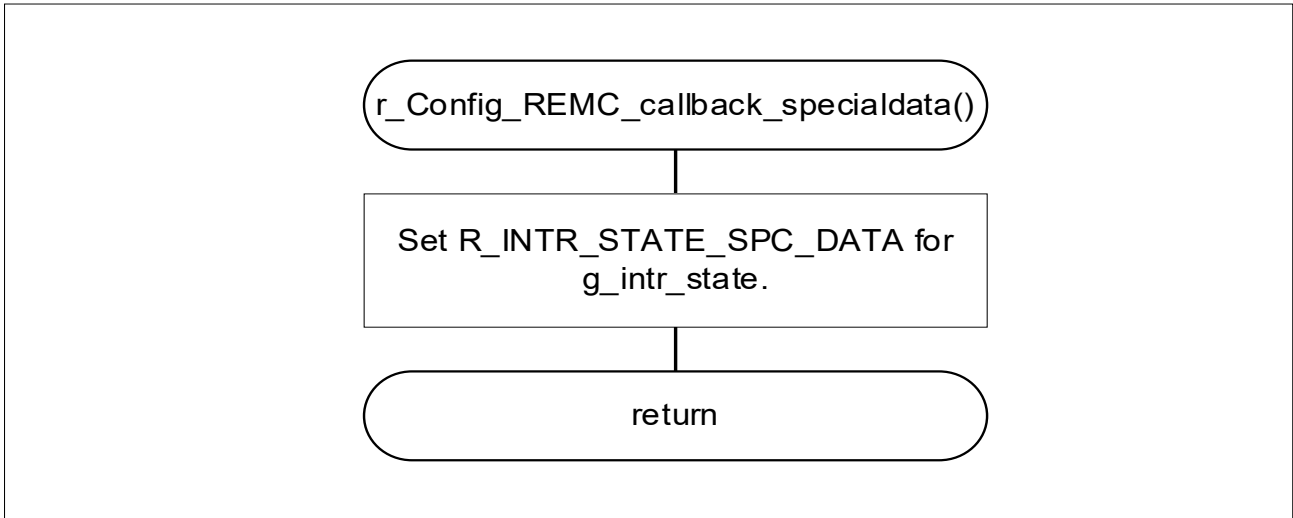 r_Config_REMC_callback_specialdata()
Set R_INTR_STATE_SPC_DATA for
g_intr_state.
return